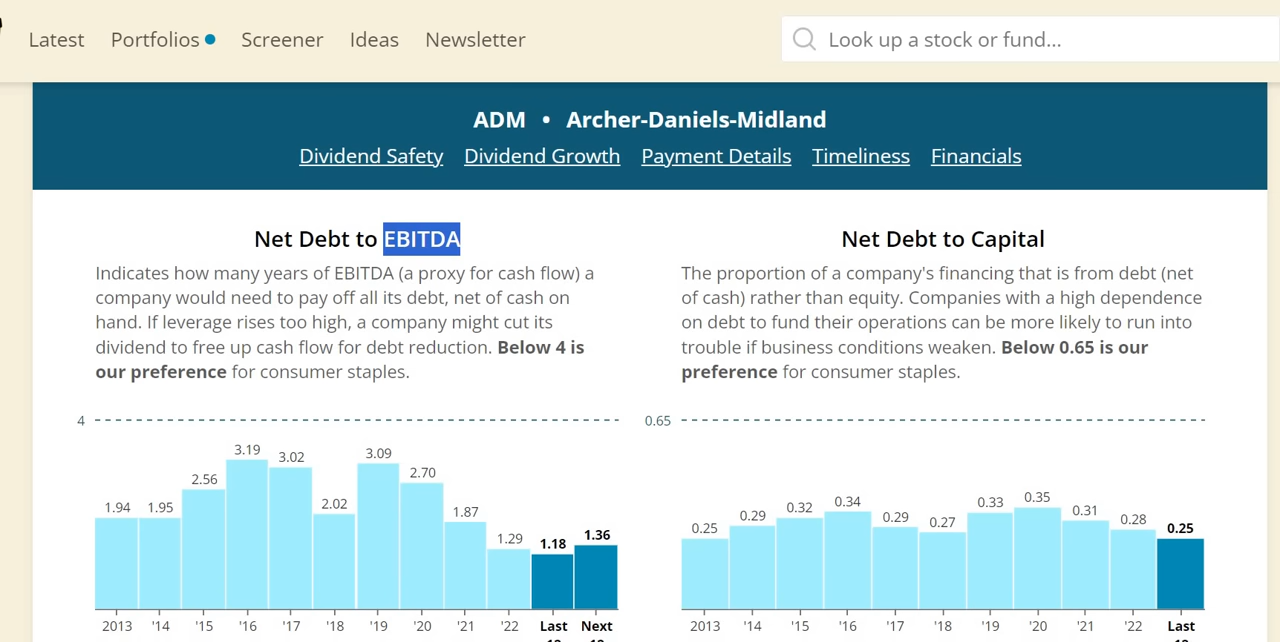 Latest Portfolios Screener Ideas Newsletter Look up a stock or fund...
ADM • Archer-Daniels-Midland
Dividend Safety Dividend Growth Payment Details Timeliness Financials
Net Debt to EBITDA
Indicates how many years of EBITDA (a proxy for cash flow) a
company would need to pay off all its debt, net of cash on
hand. If leverage rises too high, a company might cut its
dividend to free up cash flow for debt reduction. Below 4 is
our preference for consumer staples.
4
1.94 1.95 2.56 3.19 3.02 2.02 3.09 2.70 1.87 1.29 1.18 1.36
2013 '14 '15 '16 '17 '18 '19 '20 '21 '22 Last Next
Net Debt to Capital
The proportion of a company's financing that is from debt (net
of cash) rather than equity. Companies with a high dependence
on debt to fund their operations can be more likely to run into
trouble if business conditions weaken. Below 0.65 is our
preference for consumer staples.
0.65
0.25 0.29 0.32 0.34 0.29 0.27 0.33 0.35 0.31 0.28 0.25
2013 '14 '15 '16 '17 '18 '19 '20 '21 '22 Last